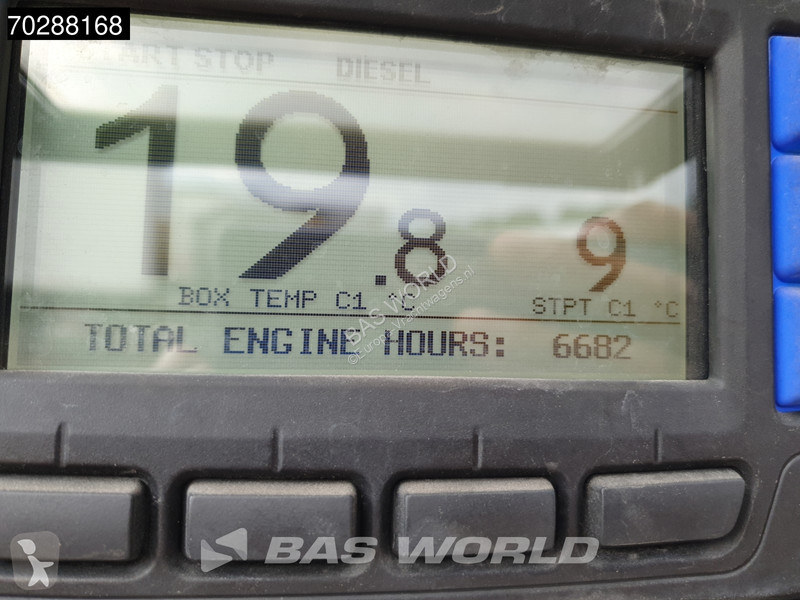 70288168
START STOP DIESEL
19.8 9
BOX TEMP C1 °C STPT C1 °C
TOTAL ENGINE HOURS: 6682
BAS WORLD
BAS WORLD